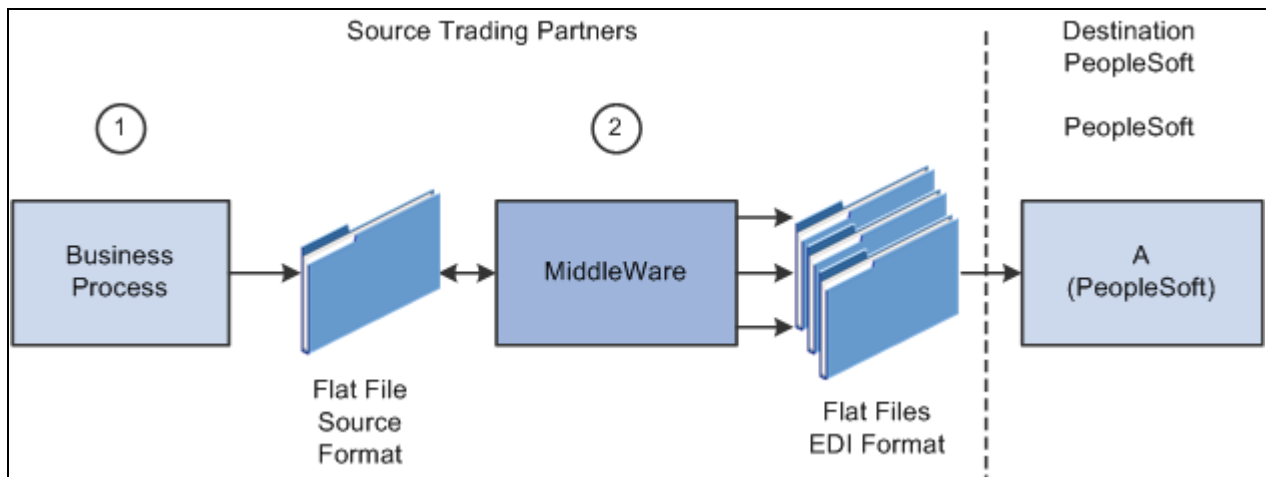 Source Trading Partners
Destination
PeopleSoft
PeopleSoft
1
2
Business
Process
MiddleWare
A
(PeopleSoft)
Flat File
Source
Format
Flat Files
EDI Format